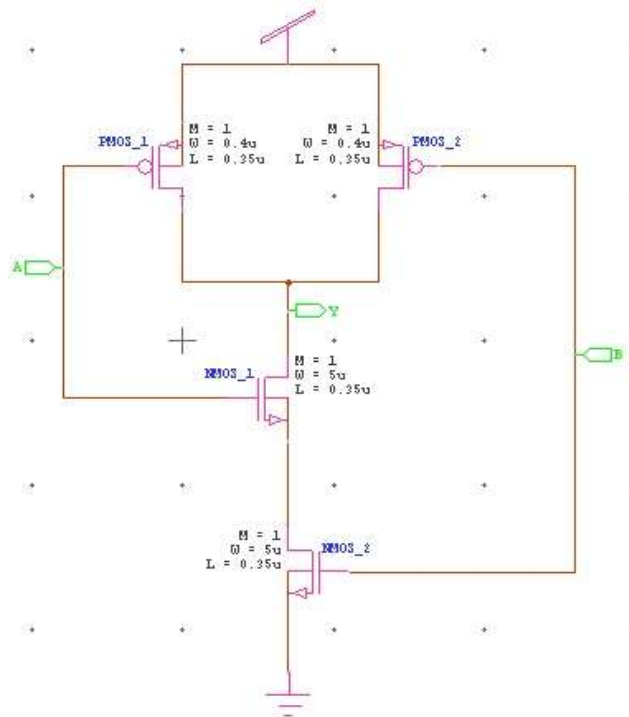 M = 1
W = 0.4u
L = 0.35u
M = 1
W = 0.4u
L = 0.35u
PMOS_1
PMOS_2
A
Y
B
M = 1
W = 5u
L = 0.35u
NMOS_1
M = 1
W = 5u
L = 0.35u
NMOS_2